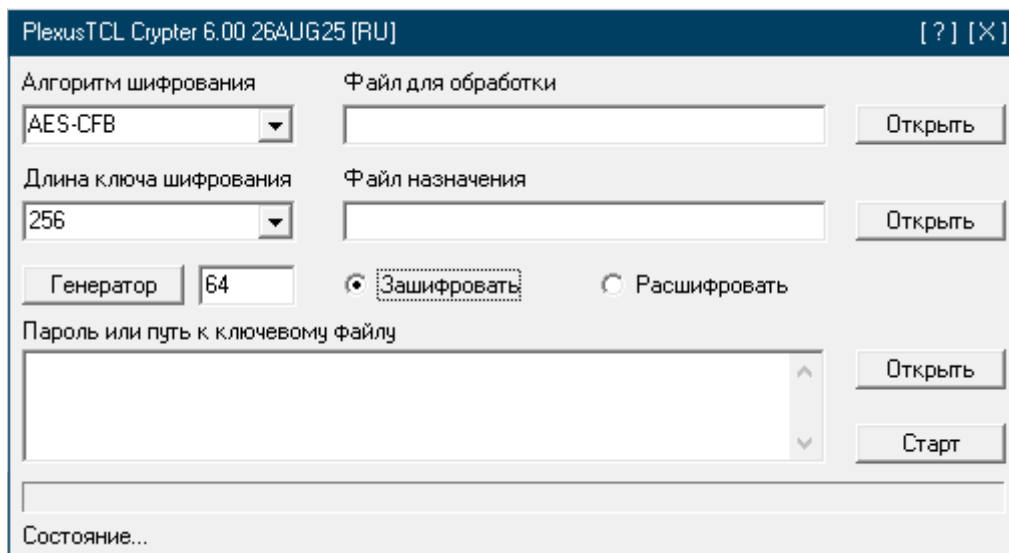 PlexusTCL Crypter 6.00 26AUG25 [RU] [ ? ] [X]
Алгоритм шифрования Файл для обработки
AES-CFB Открыть
Длина ключа шифрования Файл назначения
256 Открыть
Генератор 64 Зашифровать Расшифровать
Пароль или путь к ключевому файлу
Открыть
Старт
Состояние...